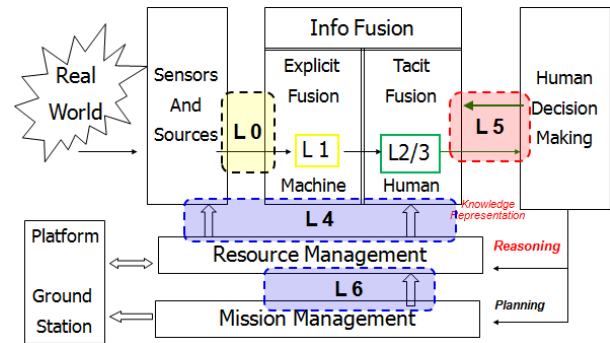 Real
World
Sensors
And
Sources
L 0
Info Fusion
Explicit
Fusion
Tacit
Fusion
L 1
L2/3
Machine
Human
L 5
Human
Decision
Making
Knowledge
Representation
L 4
Resource Management
Reasoning
L 6
Planning
Mission Management
Platform
Ground
Station